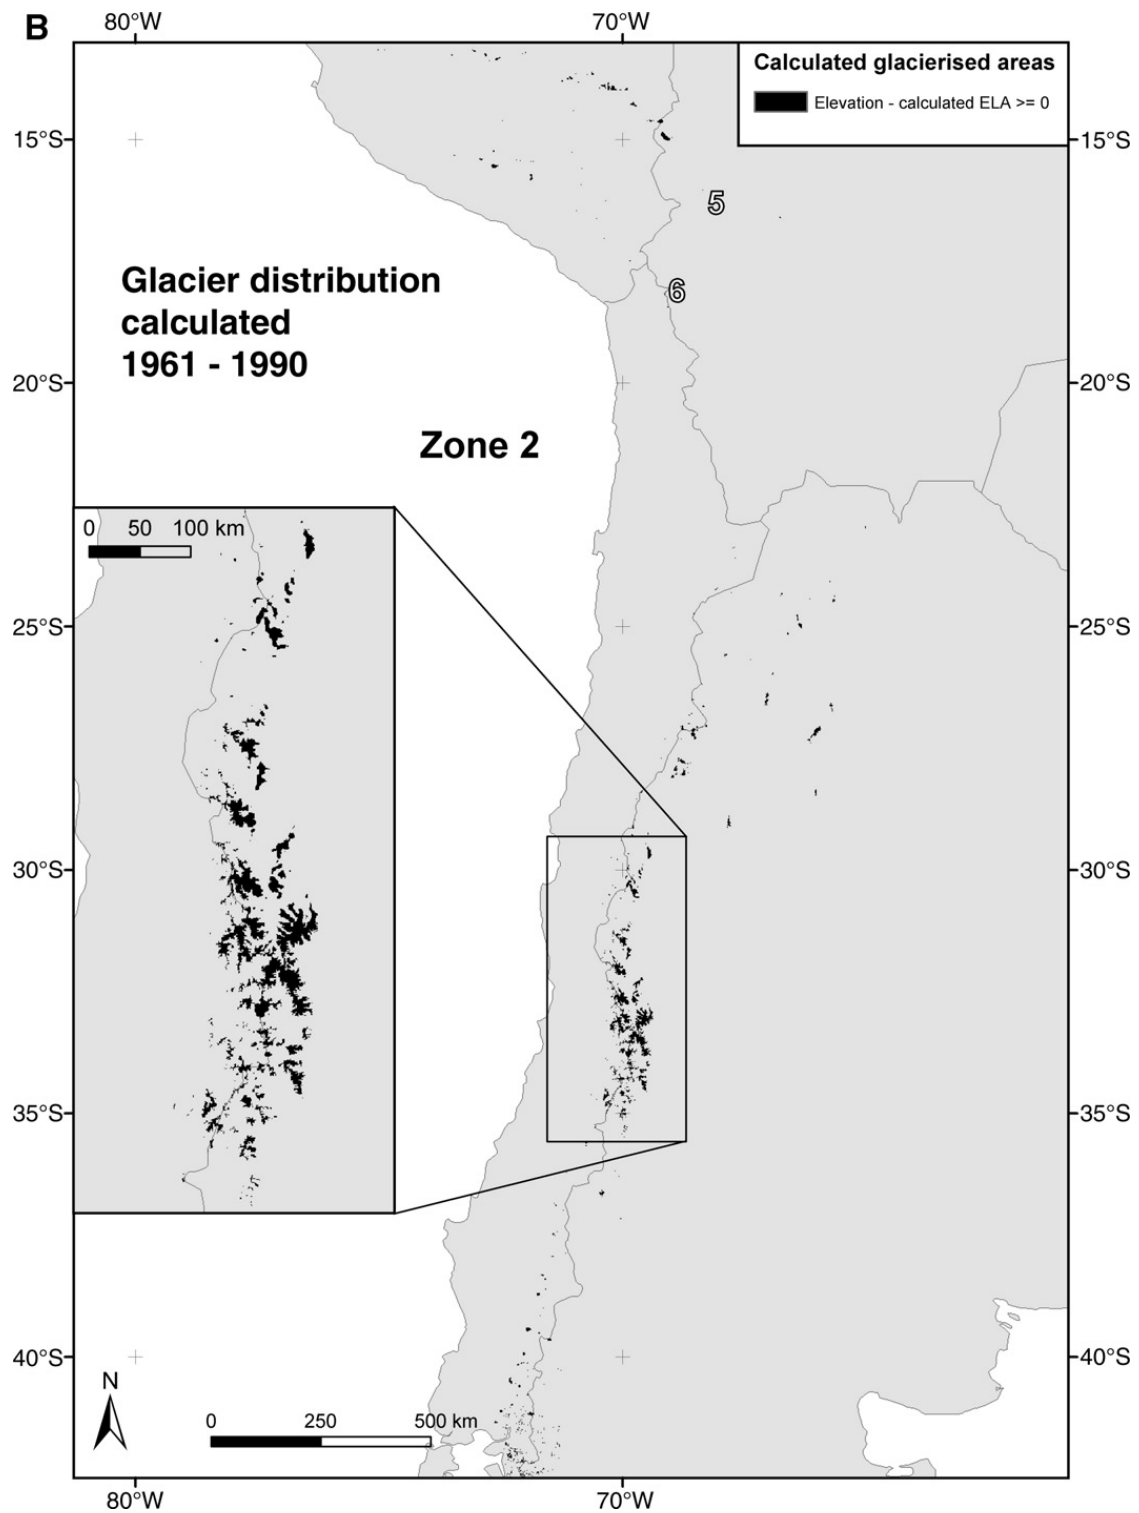 B
80°W 70°W
Calculated glacierised areas
Elevation - calculated ELA >= 0
15°S 15°S
5
Glacier distribution
calculated
1961 - 1990
6
20°S 20°S
Zone 2
0 50 100 km
25°S 25°S
30°S 30°S
35°S 35°S
40°S 40°S
N
0 250 500 km
80°W 70°W